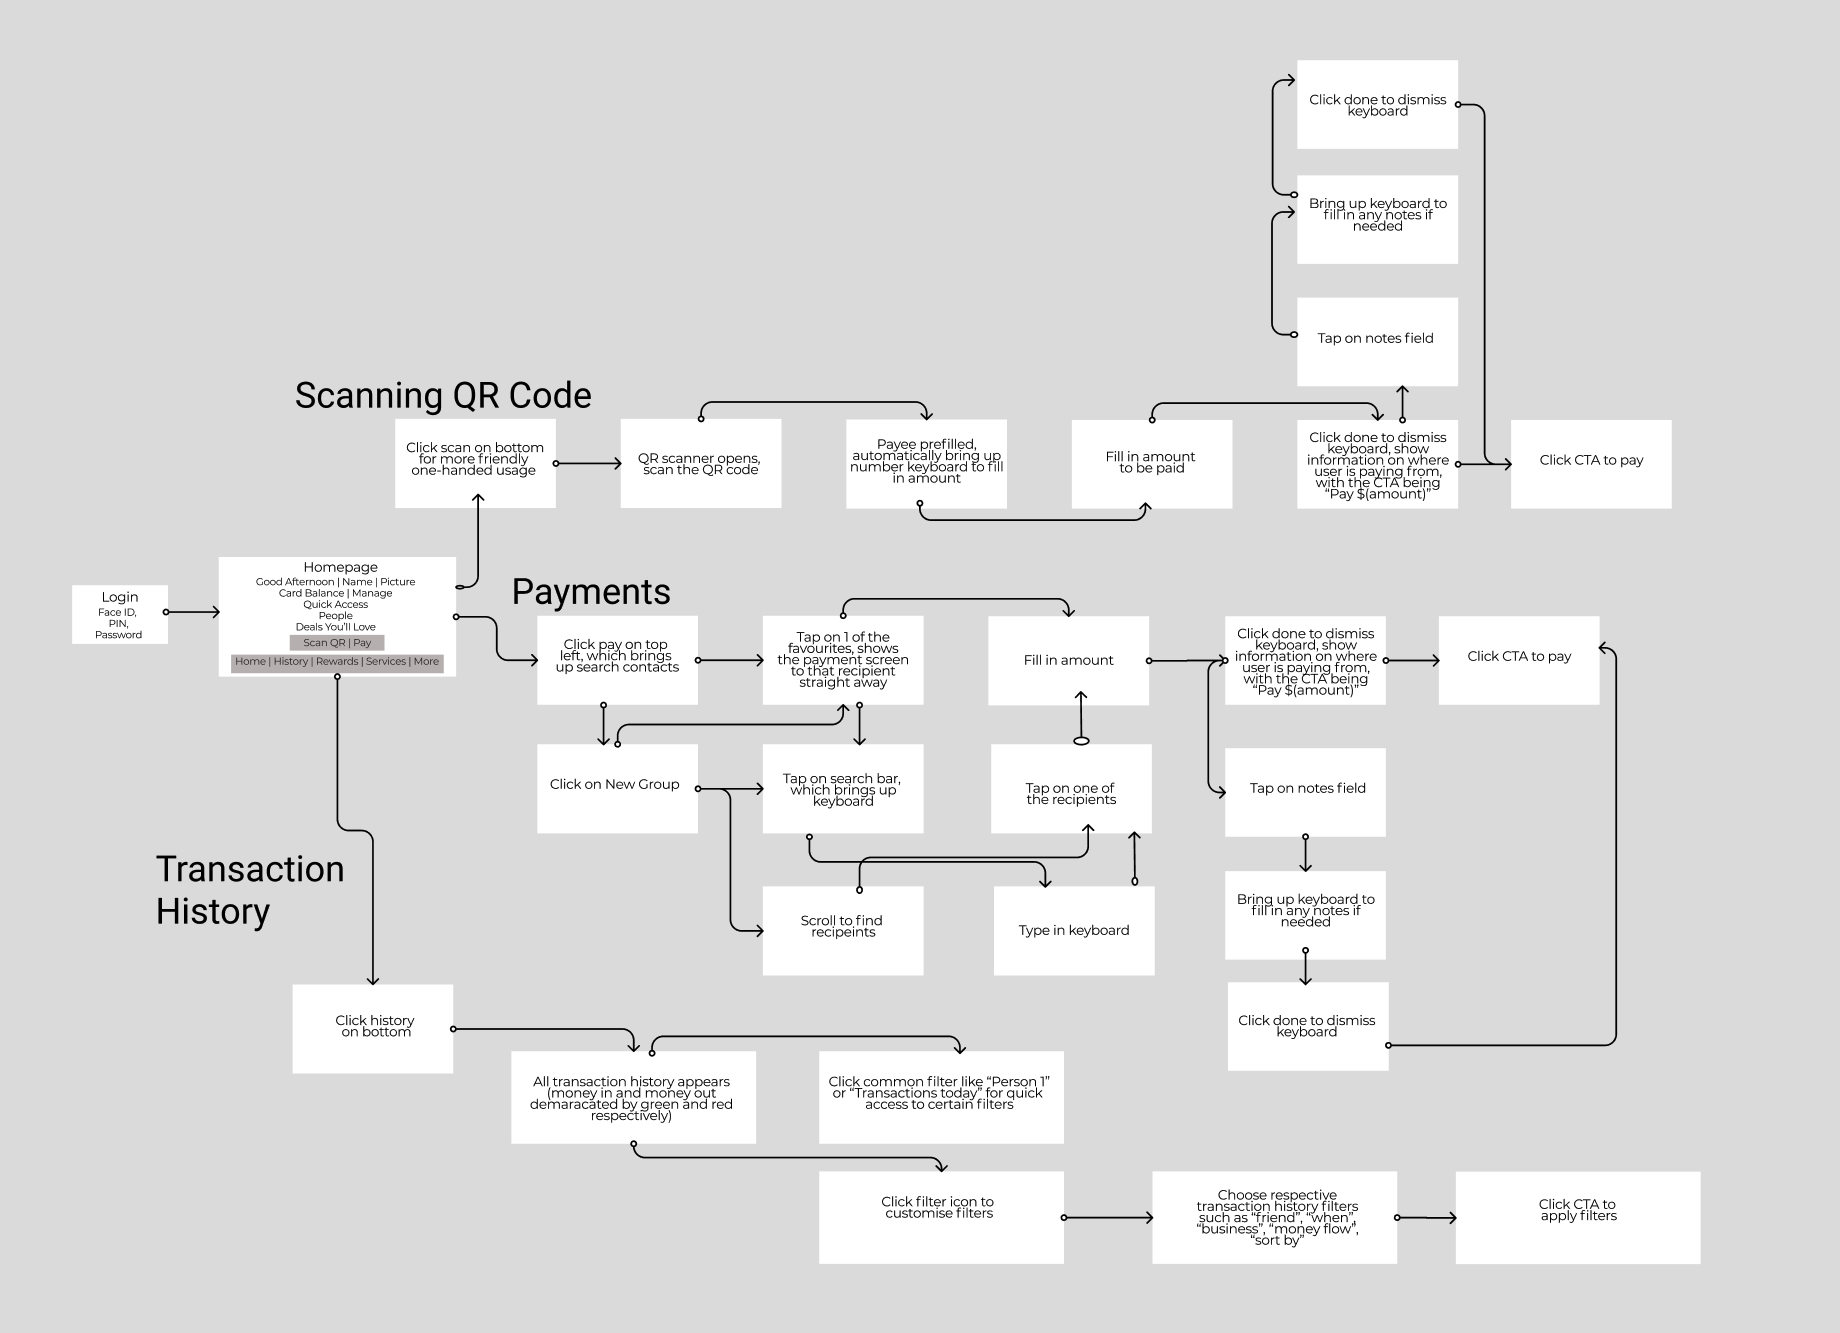 Click done to dismiss
keyboard
Bring up keyboard to
fill in any notes if
needed
Tap on notes field
Scanning QR Code
Click scan on bottom
for more friendly
one-handed usage
QR scanner opens,
scan the QR code
Payee prefilled,
automatically bring up
number keyboard to fill
in amount
Fill in amount
to be paid
Click done to dismiss
keyboard, show
information on where
user is paying from,
with the CTA being
“Pay $(amount)”
Click CTA to pay
Login
Face ID,
PIN,
Password
Homepage
Good Afternoon | Name | Picture
Card Balance | Manage
Quick Access
People
Deals You’ll Love
Scan QR | Pay
Home | History | Rewards | Services | More
Payments
Click pay on top
left, which brings
up search contacts
Tap on 1 of the
favourites, shows
the payment screen
to that recipient
straight away
Fill in amount
Click done to dismiss
keyboard, show
information on where
user is paying from,
with the CTA being
“Pay $(amount)”
Click CTA to pay
Click on New Group
Tap on search bar,
which brings up
keyboard
Tap on one of
the recipients
Tap on notes field
Scroll to find
recipeints
Type in keyboard
Bring up keyboard to
fill in any notes if
needed
Click done to dismiss
keyboard
Transaction
History
Click history
on bottom
All transaction history appears
(money in and money out
demaracated by green and red
respectively)
Click common filter like “Person 1”
or “Transactions today” for quick
access to certain filters
Click filter icon to
customise filters
Choose respective
transaction history filters
such as “friend”, “when”,
“business”, “money flow”,
“sort by”
Click CTA to
apply filters